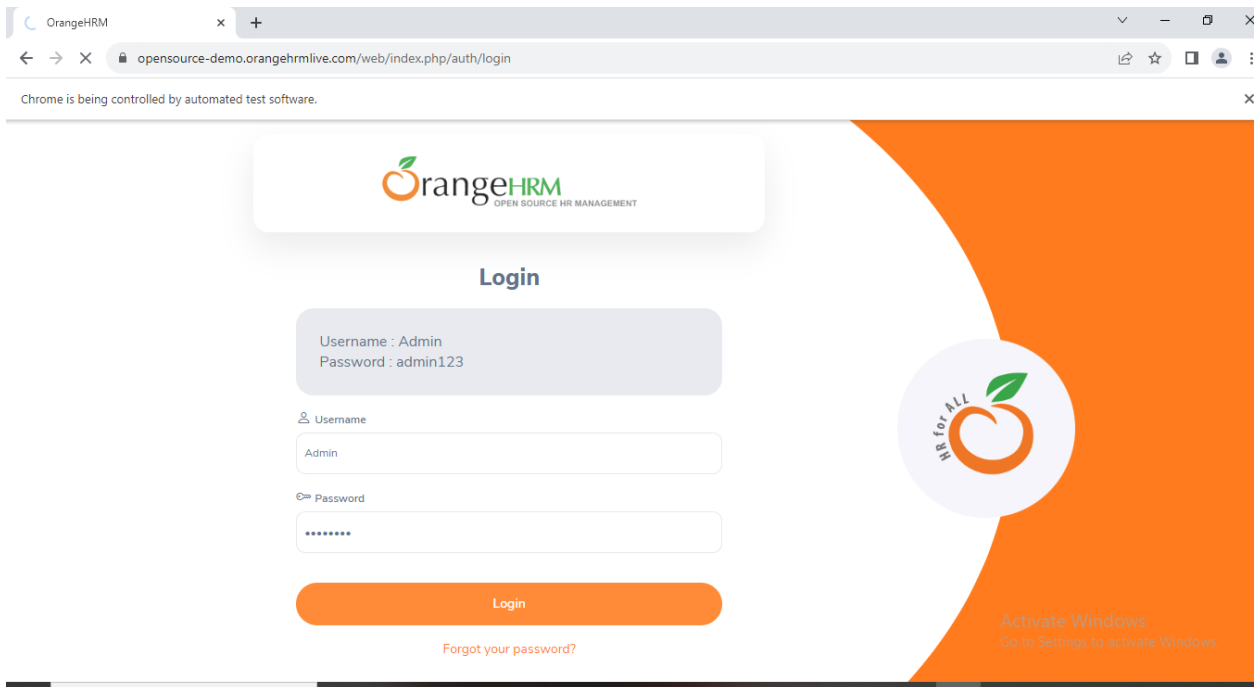 OrangeHRM
opensource-demo.orangehrmlive.com/web/index.php/auth/login
Chrome is being controlled by automated test software.
OrangeHRM
OPEN SOURCE HR MANAGEMENT
Login
Username : Admin
Password : admin123
Username
Admin
Password
••••••••
Login
Forgot your password?
HR for ALL
Activate Windows
Go to Settings to activate Windows.